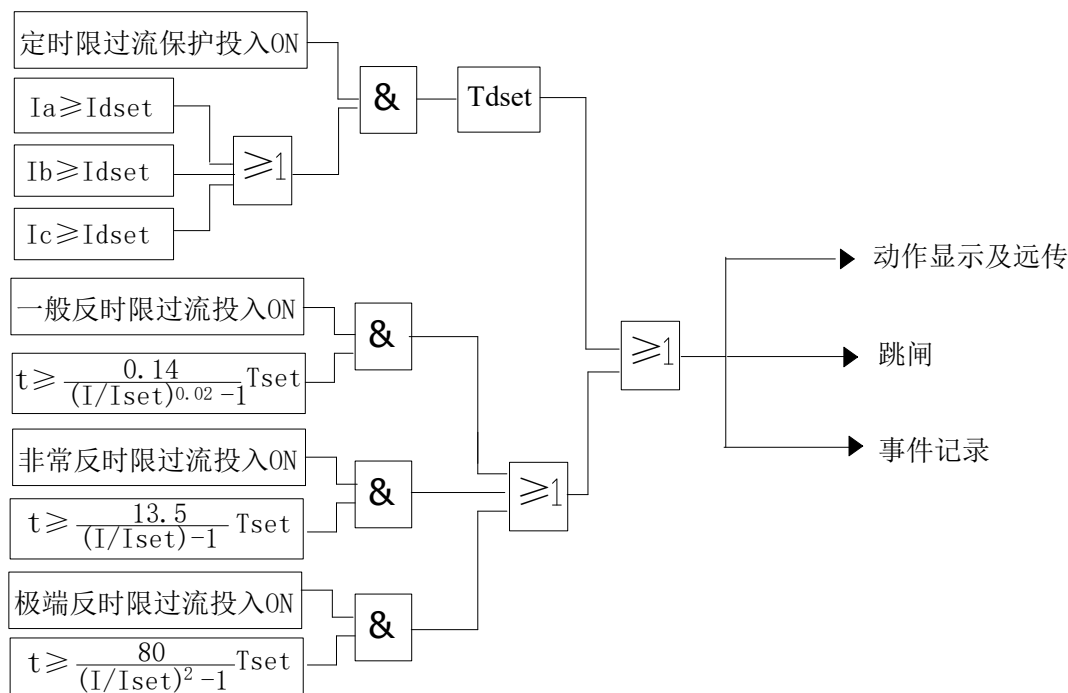 定时限过流保护投入ON
Ia≥Idset
Ib≥Idset
Ic≥Idset
≥1
&
Tdset
一般反时限过流投入ON
t≥0.14/((I/Iset)^0.02-1)Tset
&
非常反时限过流投入ON
t≥13.5/((I/Iset)-1)Tset
&
极端反时限过流投入ON
t≥80/((I/Iset)^2-1)Tset
&
≥1
≥1
动作显示及远传
跳闸
事件记录